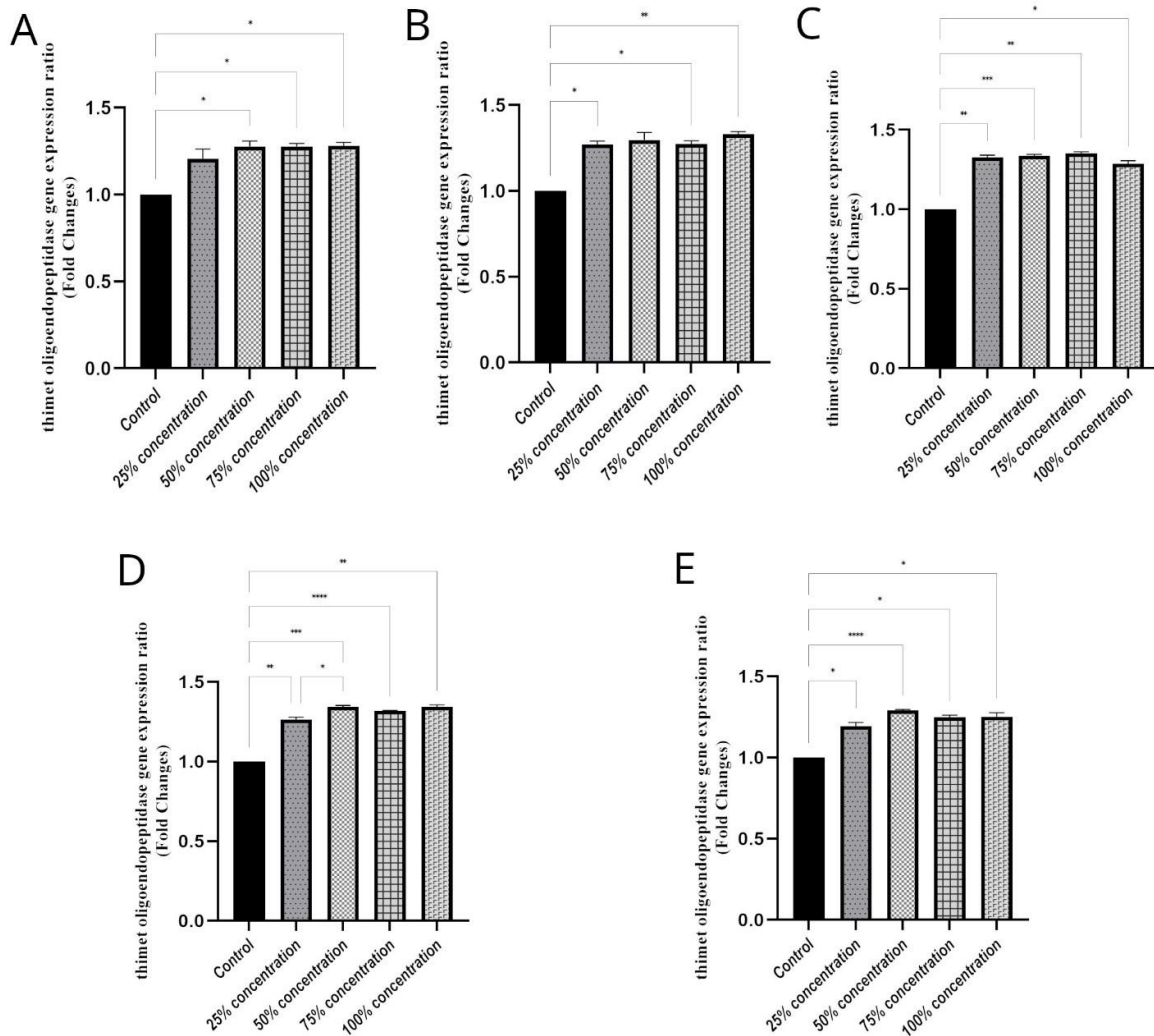 A
thimet oligoendopeptidase gene expression ratio
(Fold Changes)
*
*
*
1.5
1.0
0.5
0.0
Control
25% concentration
50% concentration
75% concentration
100% concentration
B
thimet oligoendopeptidase gene expression ratio
(Fold Changes)
**
*
*
1.5
1.0
0.5
0.0
Control
25% concentration
50% concentration
75% concentration
100% concentration
C
thimet oligoendopeptidase gene expression ratio
(Fold Changes)
*
**
***
**
1.5
1.0
0.5
0.0
Control
25% concentration
50% concentration
75% concentration
100% concentration
D
thimet oligoendopeptidase gene expression ratio
(Fold Changes)
**
****
***
** *
1.5
1.0
0.5
0.0
Control
25% concentration
50% concentration
75% concentration
100% concentration
E
thimet oligoendopeptidase gene expression ratio
(Fold Changes)
*
*
****
*
1.5
1.0
0.5
0.0
Control
25% concentration
50% concentration
75% concentration
100% concentration